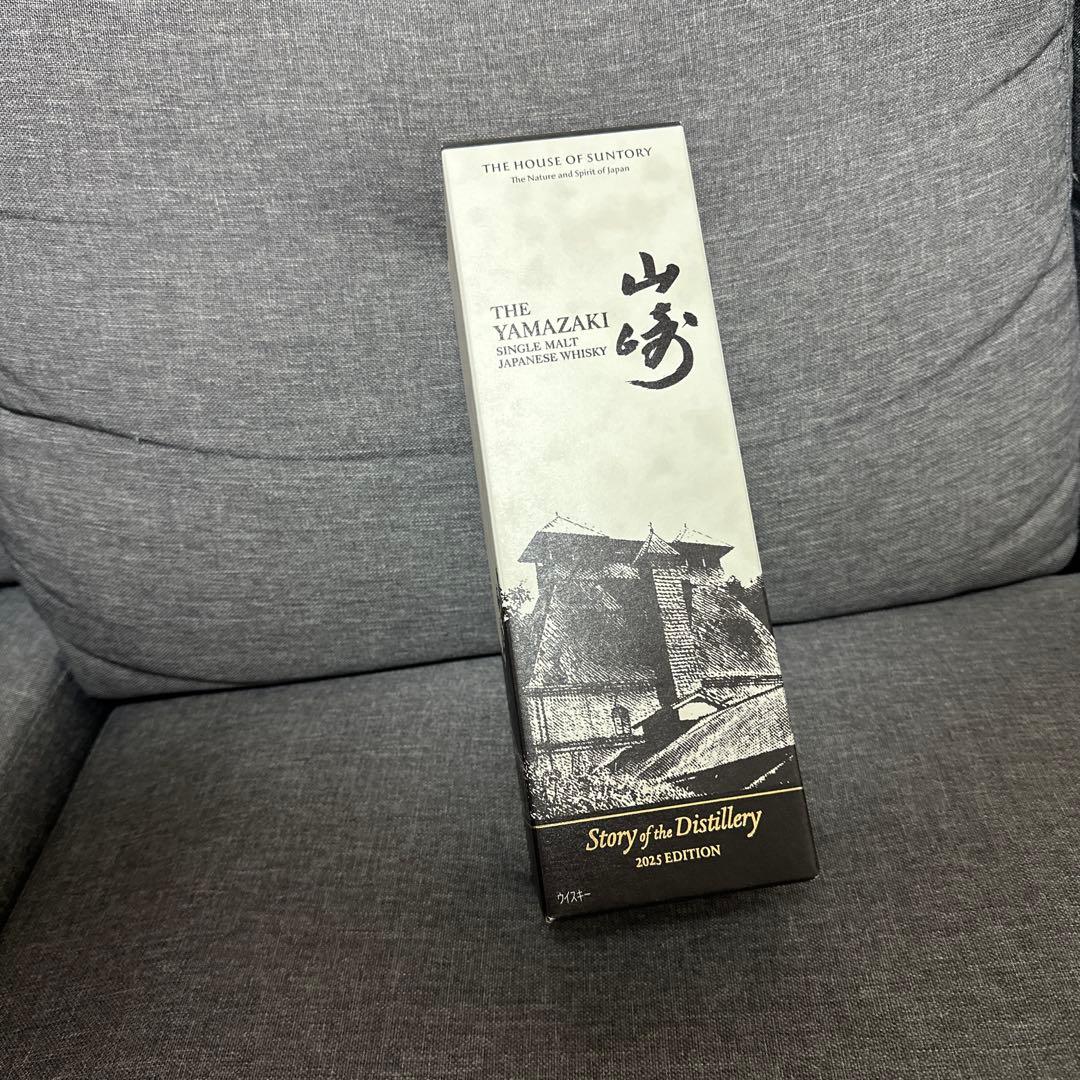 THE HOUSE OF SUNTORY
The Nature and Spirit of Japan
山崎
THE
YAMAZAKI
SINGLE MALT
JAPANESE WHISKY
Story of the Distillery
2025 EDITION
ウイスキー